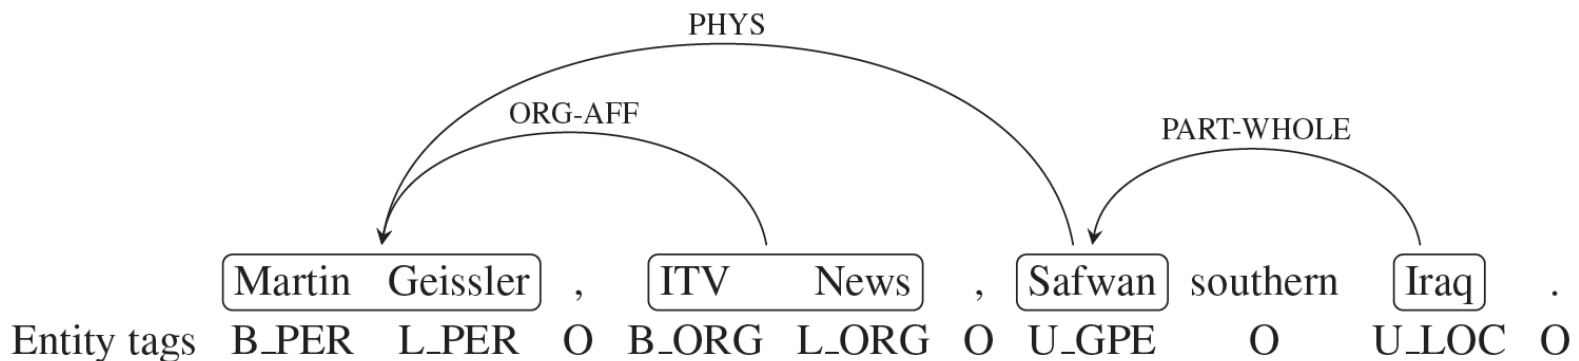 PHYS
ORG-AFF
PART-WHOLE
Martin Geissler , ITV News , Safwan southern Iraq .
Entity tags B_PER L_PER O B_ORG L_ORG O U_GPE O U_LOC O